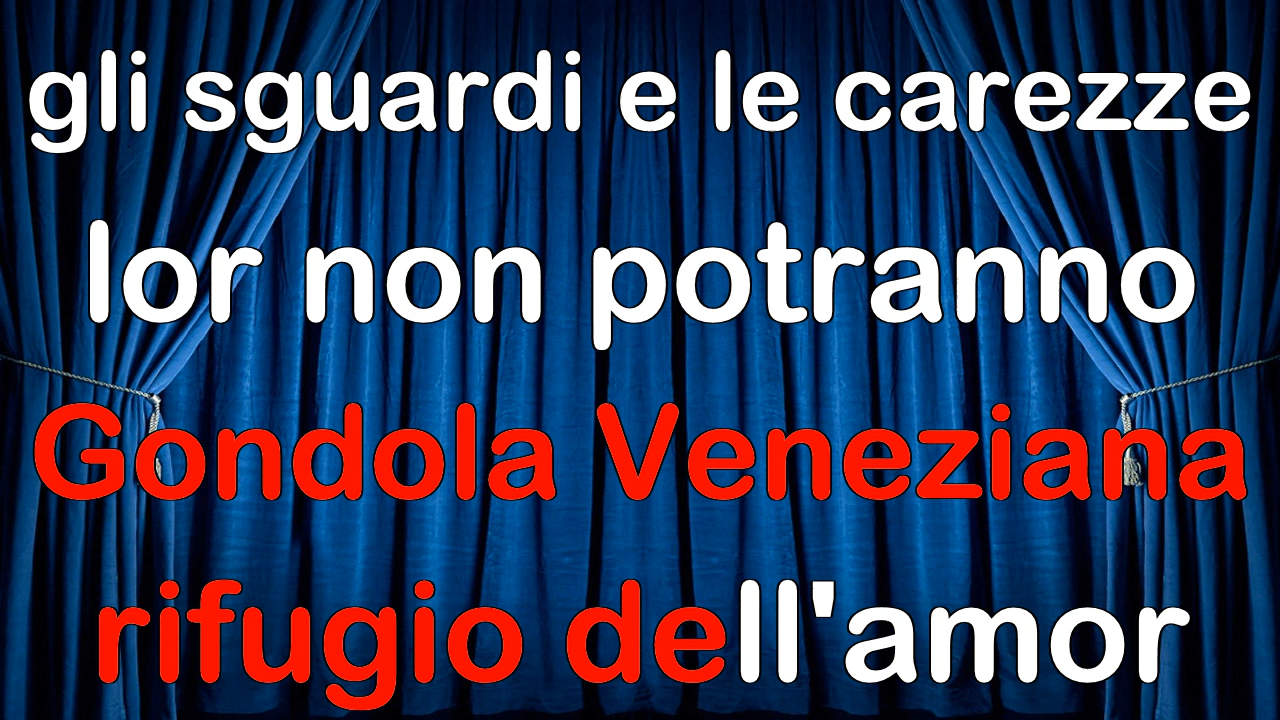 gli sguardi e le carezze
lor non potranno
Gondola Veneziana
rifugio dell'amor